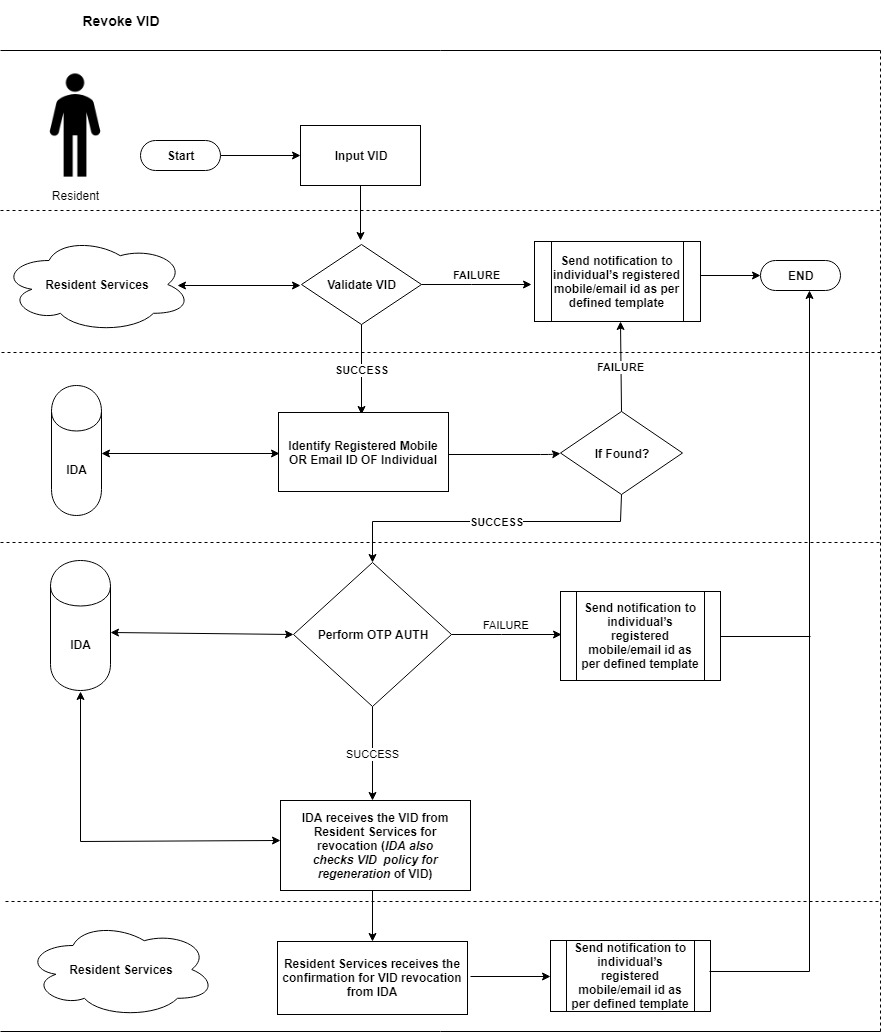 Revoke VID
Start
Input VID
Resident
Resident Services
Validate VID
FAILURE
Send notification to
individual's registered
mobile/email id as per
defined template
END
SUCCESS
FAILURE
IDA
Identify Registered Mobile
OR Email ID OF Individual
If Found?
SUCCESS
IDA
Perform OTP AUTH
FAILURE
Send notification to
individual's
registered
mobile/email id as
per defined template
SUCCESS
IDA receives the VID from
Resident Services for
revocation (IDA also
checks VID policy for
regeneration of VID)
Resident Services
Resident Services receives the
confirmation for VID revocation
from IDA
Send notification to
individual's
registered
mobile/email id as
per defined template